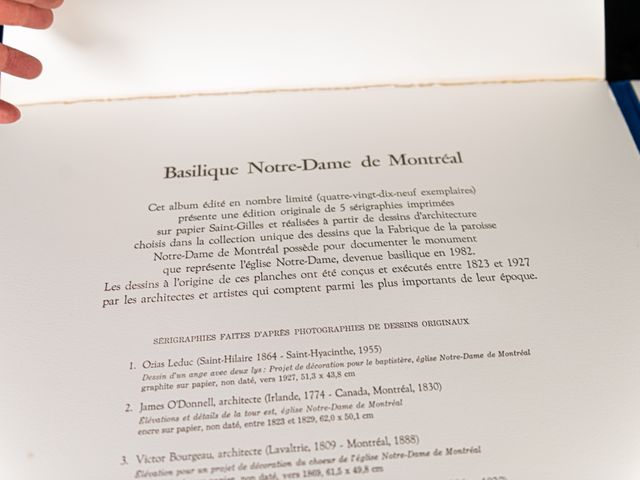 Basilique Notre-Dame de Montréal
Cet album édité en nombre limité (quatre-vingt-dix-neuf exemplaires)
présente une édition originale de 5 sérigraphies imprimées
sur papier Saint-Gilles et réalisées à partir de dessins d'architecture
choisis dans la collection unique des dessins que la Fabrique de la paroisse
Notre-Dame de Montréal possède pour documenter le monument
que représente l'église Notre-Dame, devenue basilique en 1982.
Les dessins à l'origine de ces planches ont été conçus et exécutés entre 1823 et 1927
par les architectes et artistes qui comptent parmi les plus importants de leur époque.
SÉRIGRAPHIES FAITES D'APRÈS PHOTOGRAPHIES DE DESSINS ORIGINAUX
1. Ozias Leduc (Saint-Hilaire 1864 - Saint-Hyacinthe, 1955)
Dessin d'un ange avec deux lys : Projet de décoration pour le baptistère, église Notre-Dame de Montréal
graphite sur papier, non daté, vers 1927, 51,3 x 43,8 cm
2. James O'Donnell, architecte (Irlande, 1774 - Canada, Montréal, 1830)
Élévations et détails de la tour est, église Notre-Dame de Montréal
encre sur papier, non daté, entre 1823 et 1829, 62,0 x 50,1 cm
3. Victor Bourgeau, architecte (Lavaltrie, 1809 - Montréal, 1888)
Élévation pour un projet de décoration du choeur de l'église Notre-Dame de Montréal
sur papier, non daté, vers 1869, 61,5 x 49,8 cm